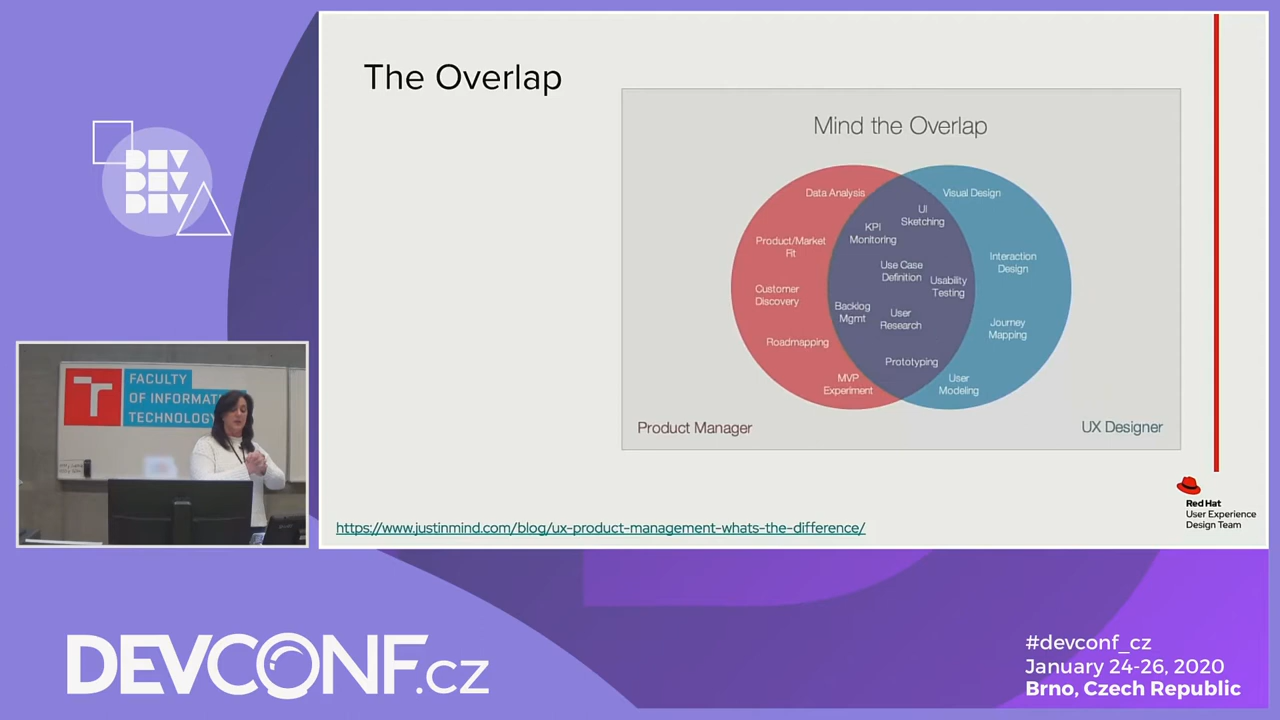 The Overlap
Mind the Overlap
Data Analysis
Product/Market
Fit
Customer
Discovery
Roadmapping
MVP
Experiment
UI
Sketching
KPI
Monitoring
Use Case
Definition
Usability
Testing
Backlog
Mgmt
User
Research
Prototyping
Visual Design
Interaction
Design
Journey
Mapping
User
Modeling
Product Manager
UX Designer
https://www.justinmind.com/blog/ux-product-management-whats-the-difference/
Red Hat
User Experience
Design Team
DEV
DEV
DEV
FACULTY
OF INFORMAT
TECHNOLOGY
DEVCONF.cz
#devconf_cz
January 24-26, 2020
Brno, Czech Republic